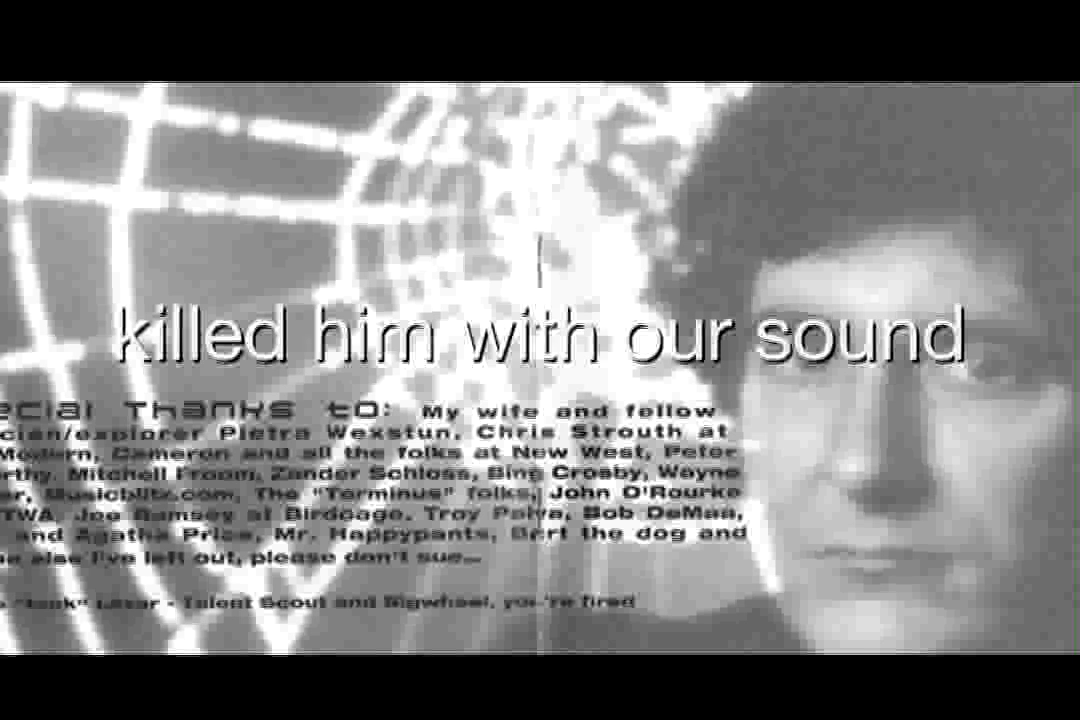 killed him with our sound
ecial Thanks to: My wife and fellow
cian/explorer Pietra Wexstun, Chris Strouth at
Modern, Cameron and all the folks at New West, Peter
rthy, Mitchell Froom, Zander Schloss, Bing Crosby, Wayne
er, Musicblitz.com, The "Terminus" folks, John O'Rourke
TWA, Joe Ramsey at Birdcage, Troy Paiva, Bob DeMaa,
and Agatha Price, Mr. Happypants, Bert the dog and
else I've left out, please don't sue...
Lazar - Talent Scout and Bigwheel, you're fired